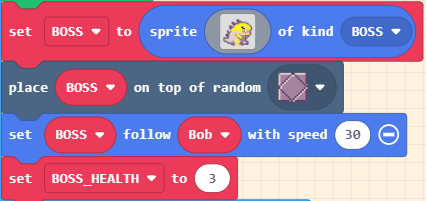 set BOSS to sprite of kind BOSS
place BOSS on top of random
set BOSS follow Bob with speed 30
set BOSS_HEALTH to 3